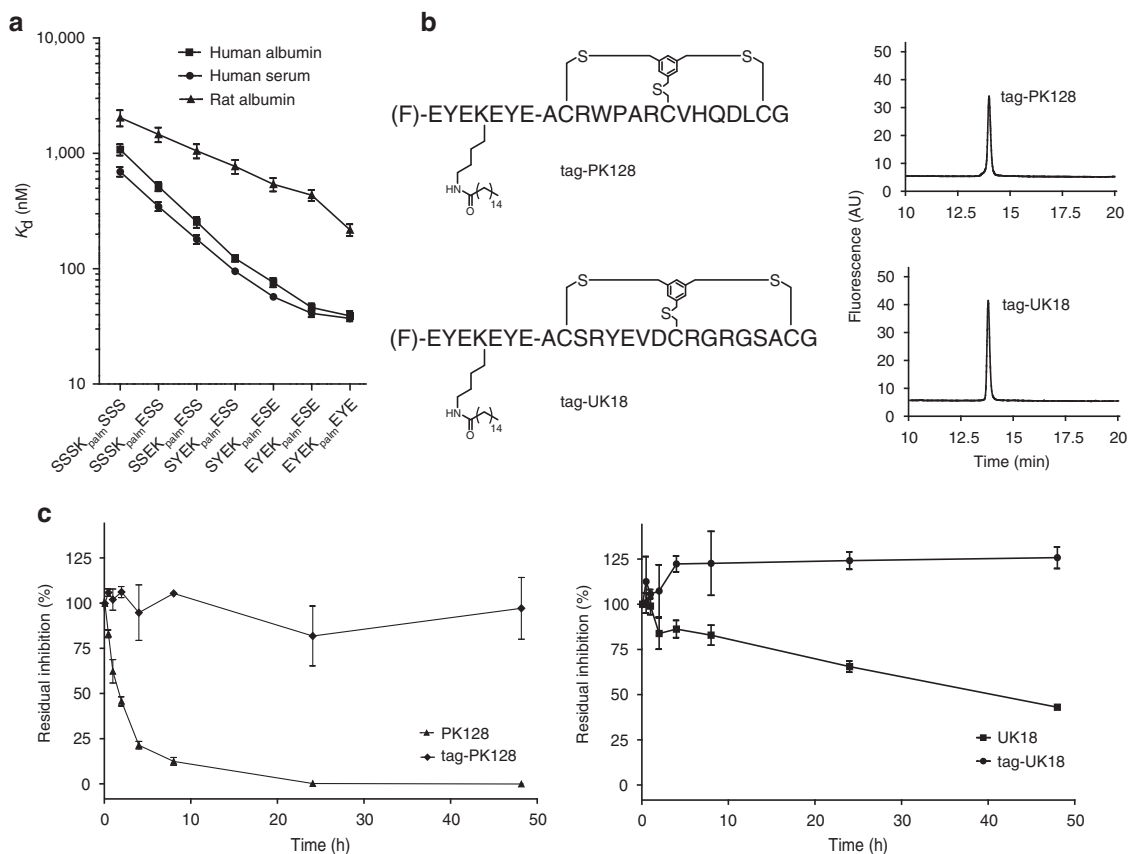 a
10,000
1,000
100
10
Kd (nM)
Human albumin
Human serum
Rat albumin
SSSKpalmSSS
SSSKpalmESS
SSEKpalmESS
SYEKpalmESS
SYEKpalmESE
EYEKpalmESE
EYEKpalmEYE
b
S S
S
(F)-EYEKEYE-ACRWPARCVHQDLCG
HN
O
14
tag-PK128
50
40
30
20
10
0
tag-PK128
10 12.5 15 17.5 20
S S
S
(F)-EYEKEYE-ACSRYEVDCRGRGSACG
HN
O
14
tag-UK18
Fluorescence (AU)
50
40
30
20
10
0
tag-UK18
10 12.5 15 17.5 20
Time (min)
c
Residual inhibition (%)
125
100
75
50
25
0
PK128
tag-PK128
0 10 20 30 40 50
Time (h)
Residual inhibition (%)
125
100
75
50
25
0
UK18
tag-UK18
0 10 20 30 40 50
Time (h)